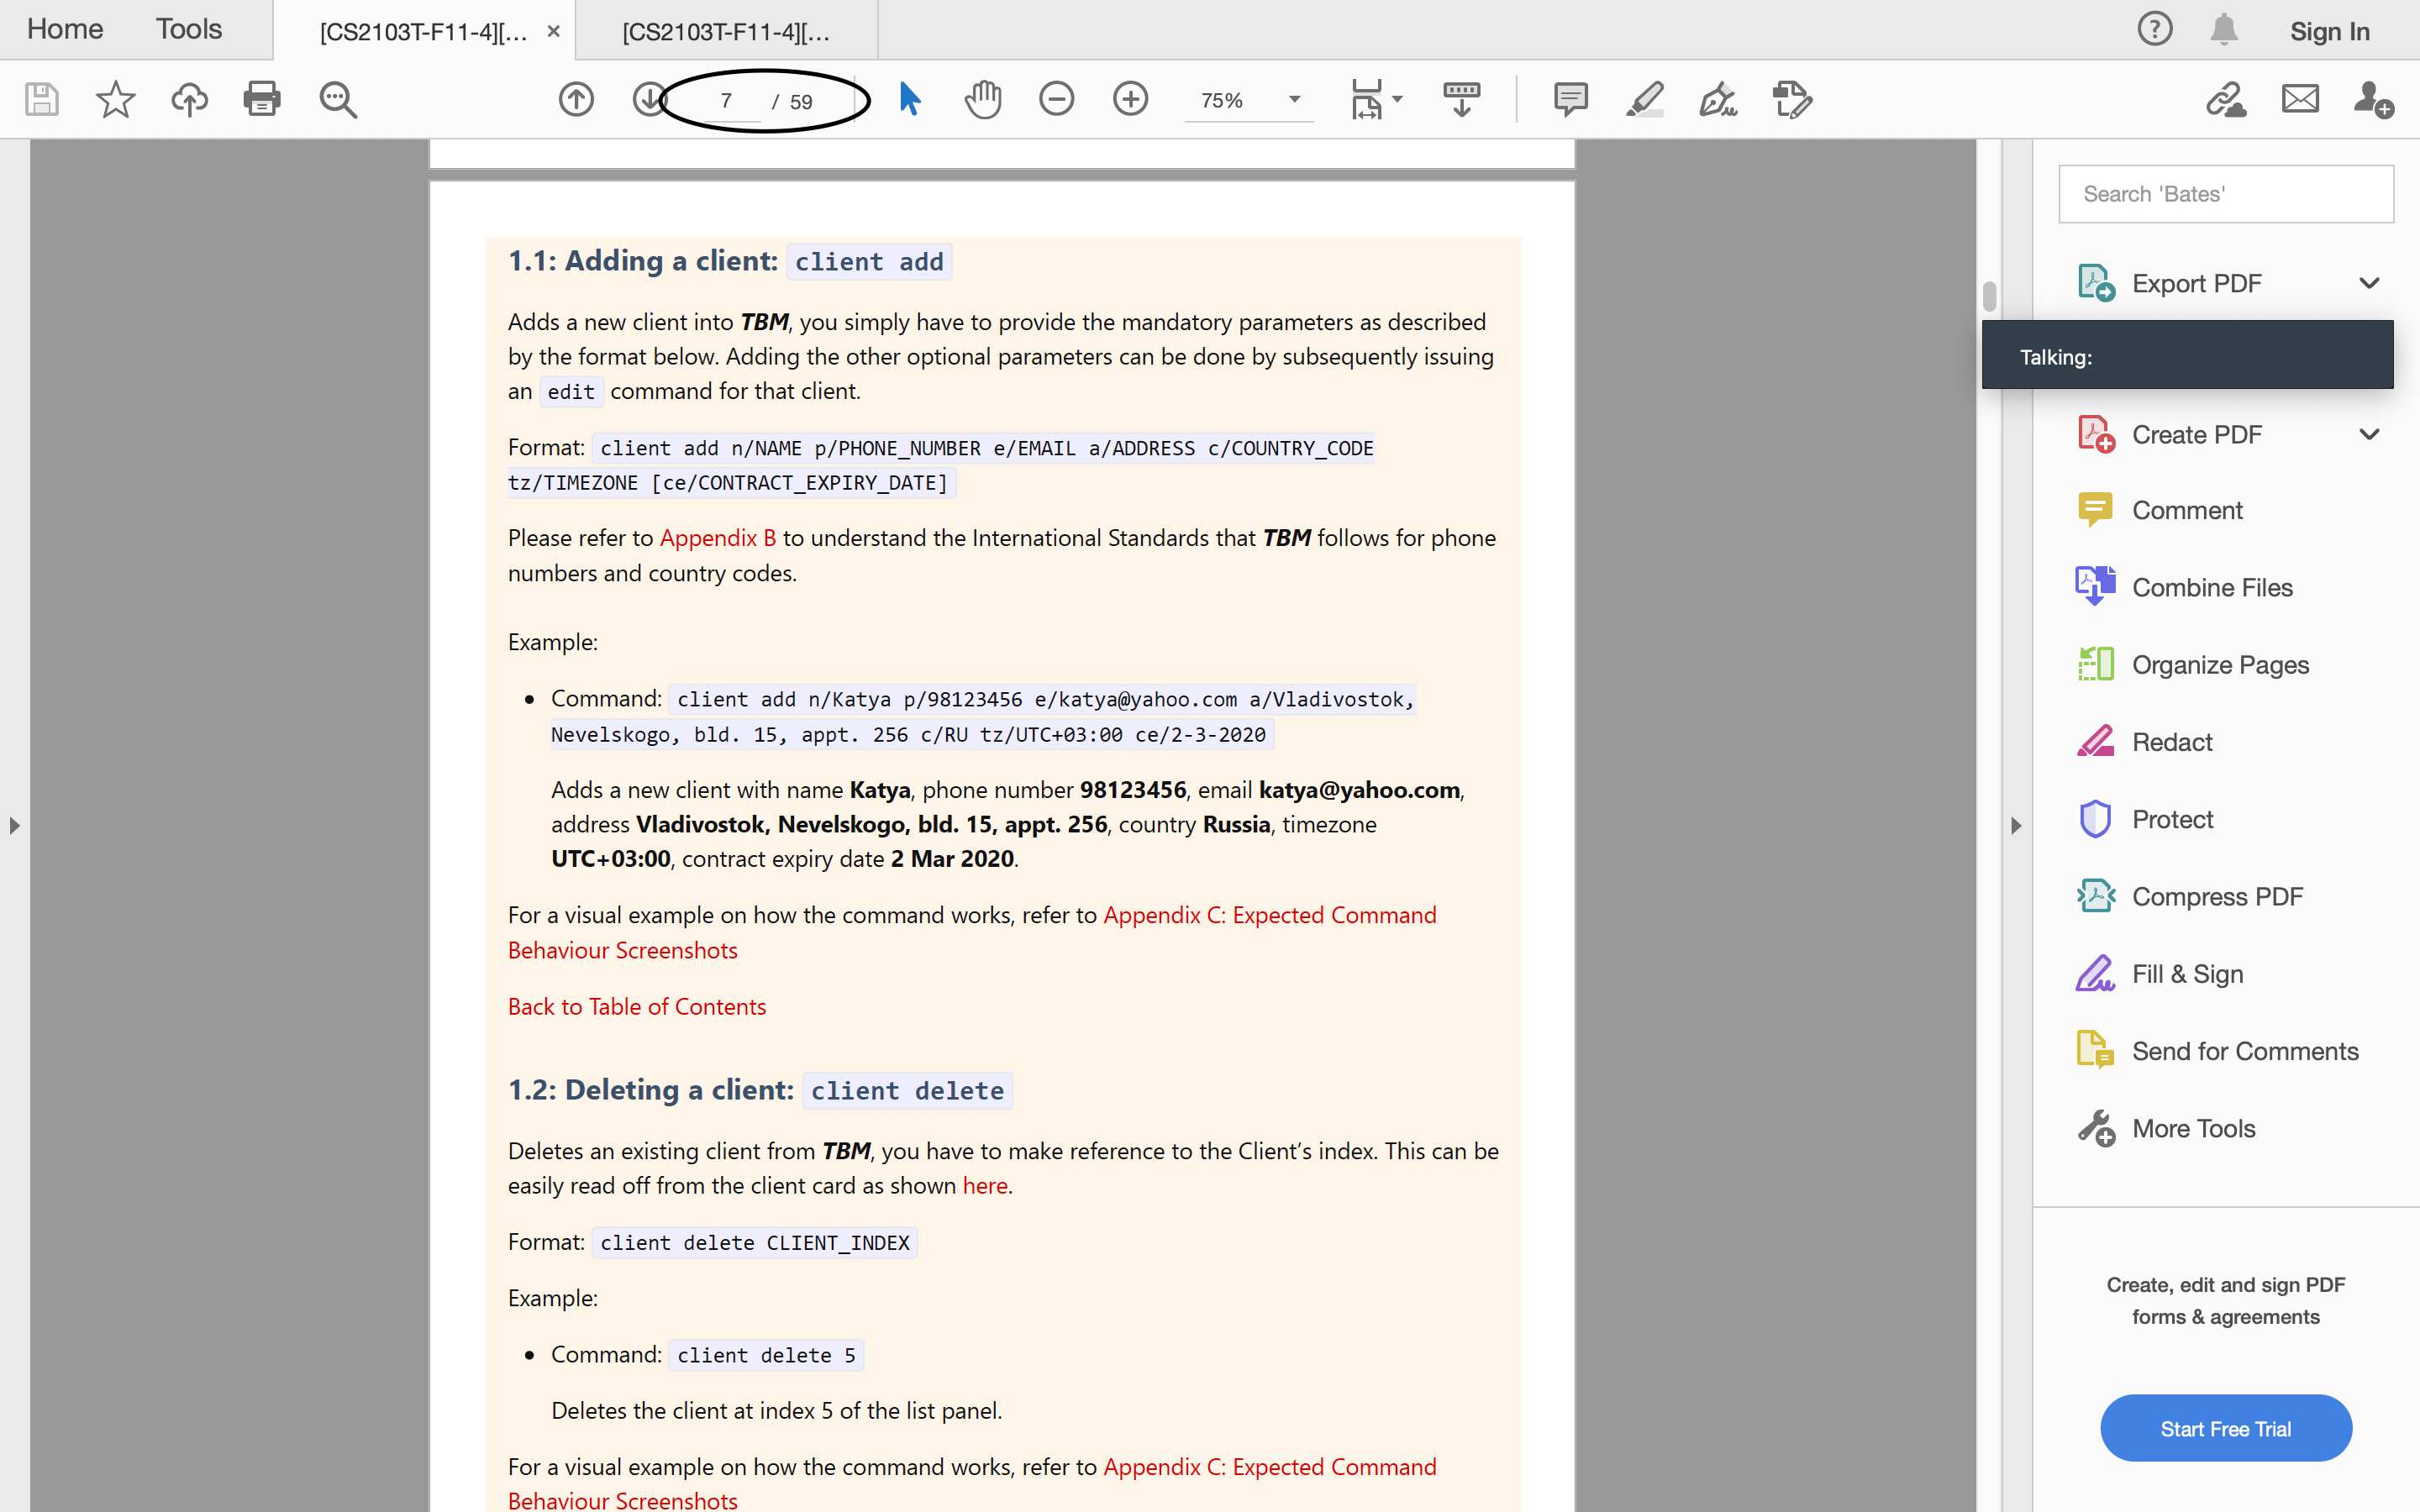 Home Tools [CS2103T-F11-4][... × [CS2103T-F11-4][... ? Sign In
7 / 59 75%
1.1: Adding a client: client add
Adds a new client into TBM, you simply have to provide the mandatory parameters as described
by the format below. Adding the other optional parameters can be done by subsequently issuing
an edit command for that client.
Format: client add n/NAME p/PHONE_NUMBER e/EMAIL a/ADDRESS c/COUNTRY_CODE
tz/TIMEZONE [ce/CONTRACT_EXPIRY_DATE]
Please refer to Appendix B to understand the International Standards that TBM follows for phone
numbers and country codes.
Example:
• Command: client add n/Katya p/98123456 e/katya@yahoo.com a/Vladivostok,
Nevelskogo, bld. 15, appt. 256 c/RU tz/UTC+03:00 ce/2-3-2020
Adds a new client with name Katya, phone number 98123456, email katya@yahoo.com,
address Vladivostok, Nevelskogo, bld. 15, appt. 256, country Russia, timezone
UTC+03:00, contract expiry date 2 Mar 2020.
For a visual example on how the command works, refer to Appendix C: Expected Command
Behaviour Screenshots
Back to Table of Contents
1.2: Deleting a client: client delete
Deletes an existing client from TBM, you have to make reference to the Client’s index. This can be
easily read off from the client card as shown here.
Format: client delete CLIENT_INDEX
Example:
• Command: client delete 5
Deletes the client at index 5 of the list panel.
For a visual example on how the command works, refer to Appendix C: Expected Command
Behaviour Screenshots
Search 'Bates'
Export PDF
Talking:
Create PDF
Comment
Combine Files
Organize Pages
Redact
Protect
Compress PDF
Fill & Sign
Send for Comments
More Tools
Create, edit and sign PDF
forms & agreements
Start Free Trial